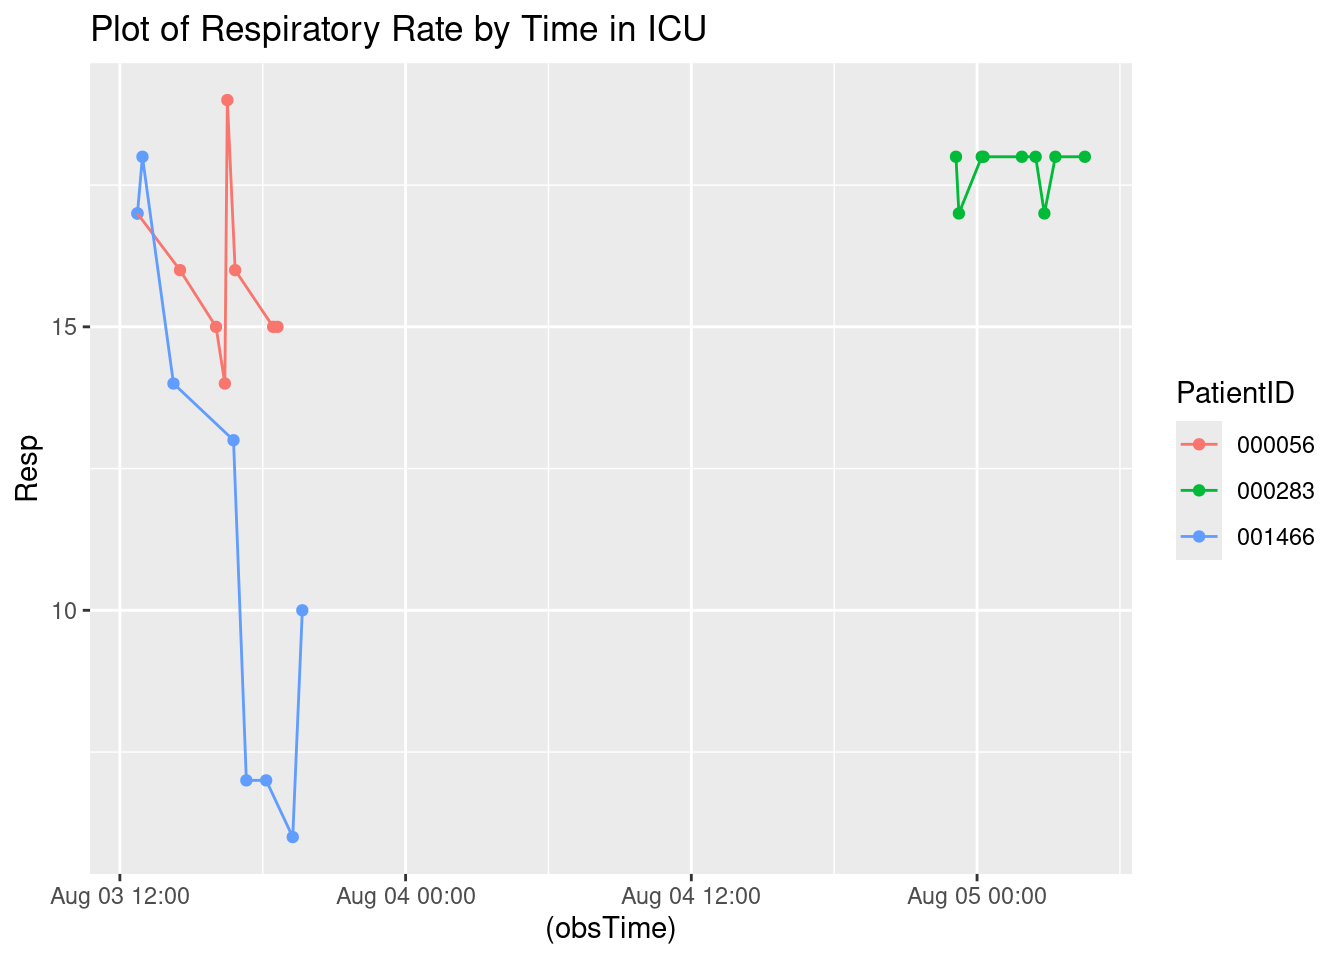 Plot of Respiratory Rate by Time in ICU
Resp
15
10
Aug 03 12:00
Aug 04 00:00
Aug 04 12:00
Aug 05 00:00
(obsTime)
PatientID
000056
000283
001466